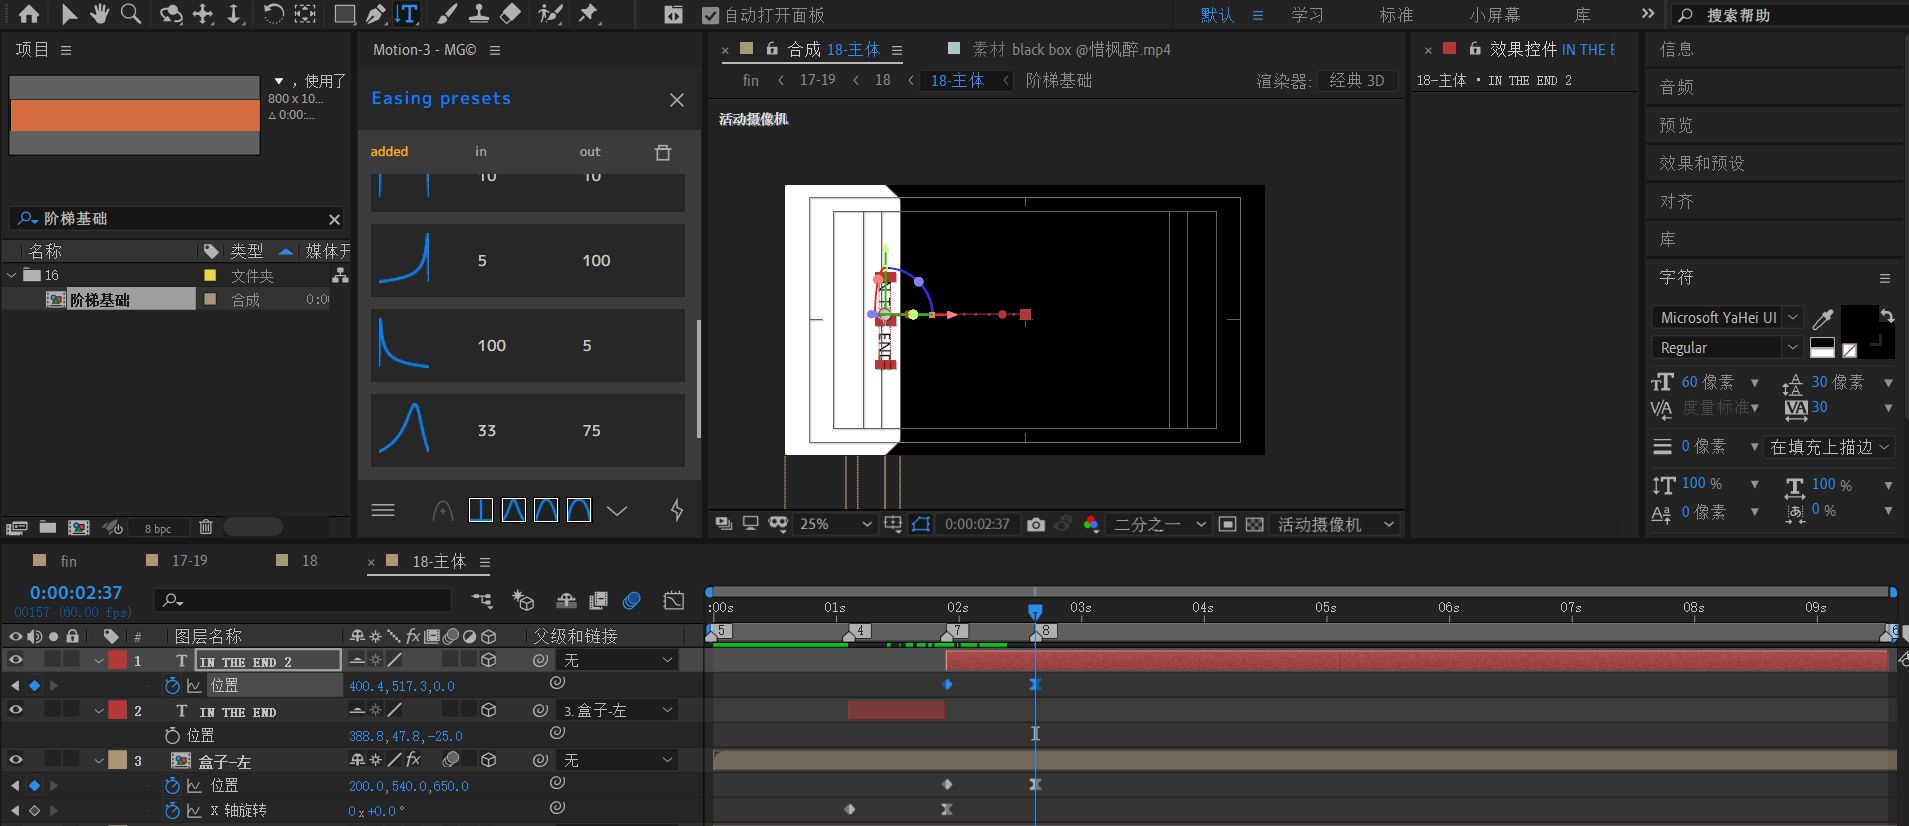 自动打开面板
默认
学习
标准
小屏幕
库
搜索帮助
项目
, 使用了
800 x 10...
△ 0:00:...
阶梯基础
名称
类型
媒体开
16
文件夹
阶梯基础
合成
0:00
8 bpc
Motion-3 - MG©
Easing presets
added in out
10 10
5 100
100 5
33 75
合成 18-主体
素材 black box @惜枫醉.mp4
fin
17-19
18
18-主体
阶梯基础
渲染器:
经典 3D
活动摄像机
IN THE END
25%
0:00:02:37
二分之一
活动摄像机
效果控件 IN THE E
18-主体 · IN THE END 2
信息
音频
预览
效果和预设
对齐
库
字符
Microsoft YaHei UI
Regular
60 像素
30 像素
度量标准
30
0 像素
在填充上描边
100 %
100 %
0 像素
0 %
fin
17-19
18
18-主体
0:00:02:37
00157 (60.00 fps)
:00s 01s 02s 03s 04s 05s 06s 07s 08s 09s
5 4 7 8 6
# 图层名称
父级和链接
1 T IN THE END 2
无
位置
400.4,517.3,0.0
2 T IN THE END
3. 盒子-左
位置
388.8,47.8,-25.0
3 盒子-左
无
位置
200.0,540.0,650.0
X 轴旋转
0x+0.0°